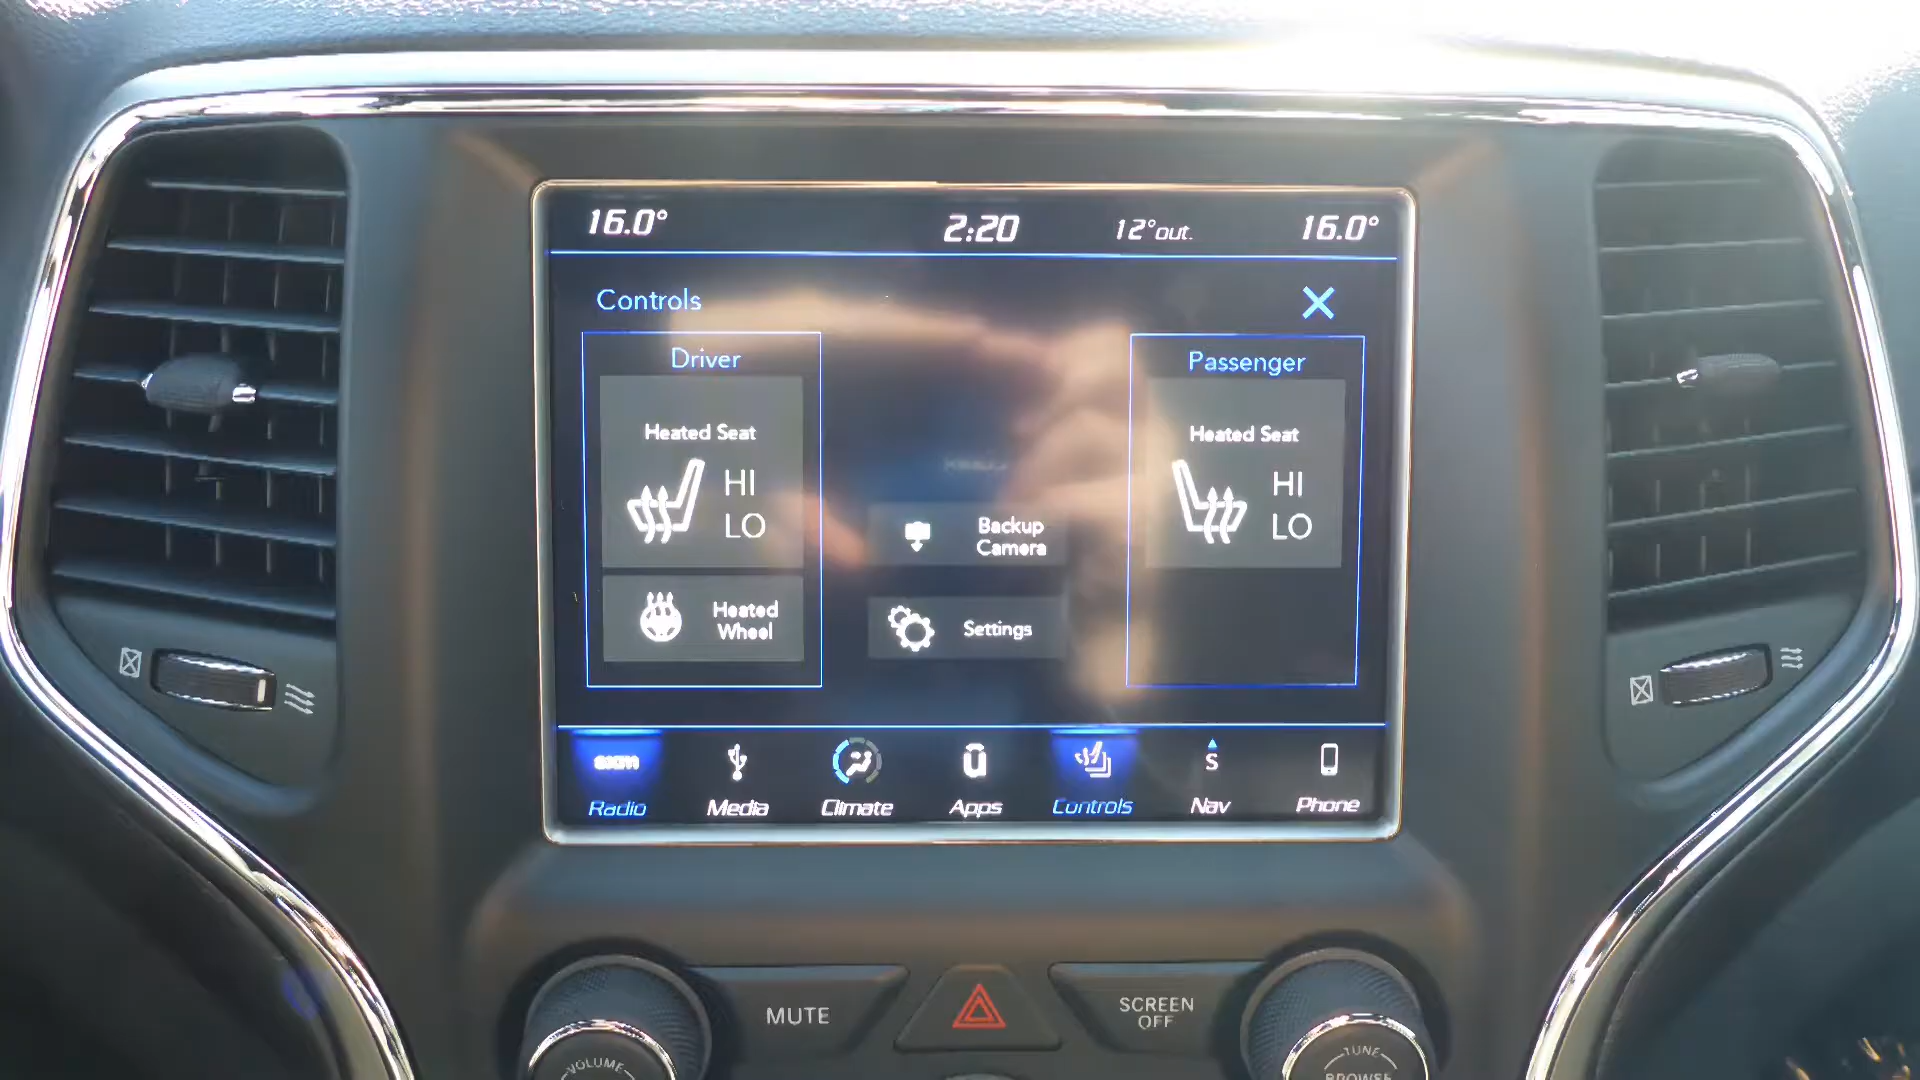 16.0° 2:20 12°out. 16.0°
Controls
Driver
Passenger
Heated Seat
HI
LO
Heated Seat
HI
LO
Backup
Camera
Heated
Wheel
Settings
Radio Media Climate Apps Controls S Nav Phone
MUTE
SCREEN
OFF
VOLUME
TUNE
BROWSE